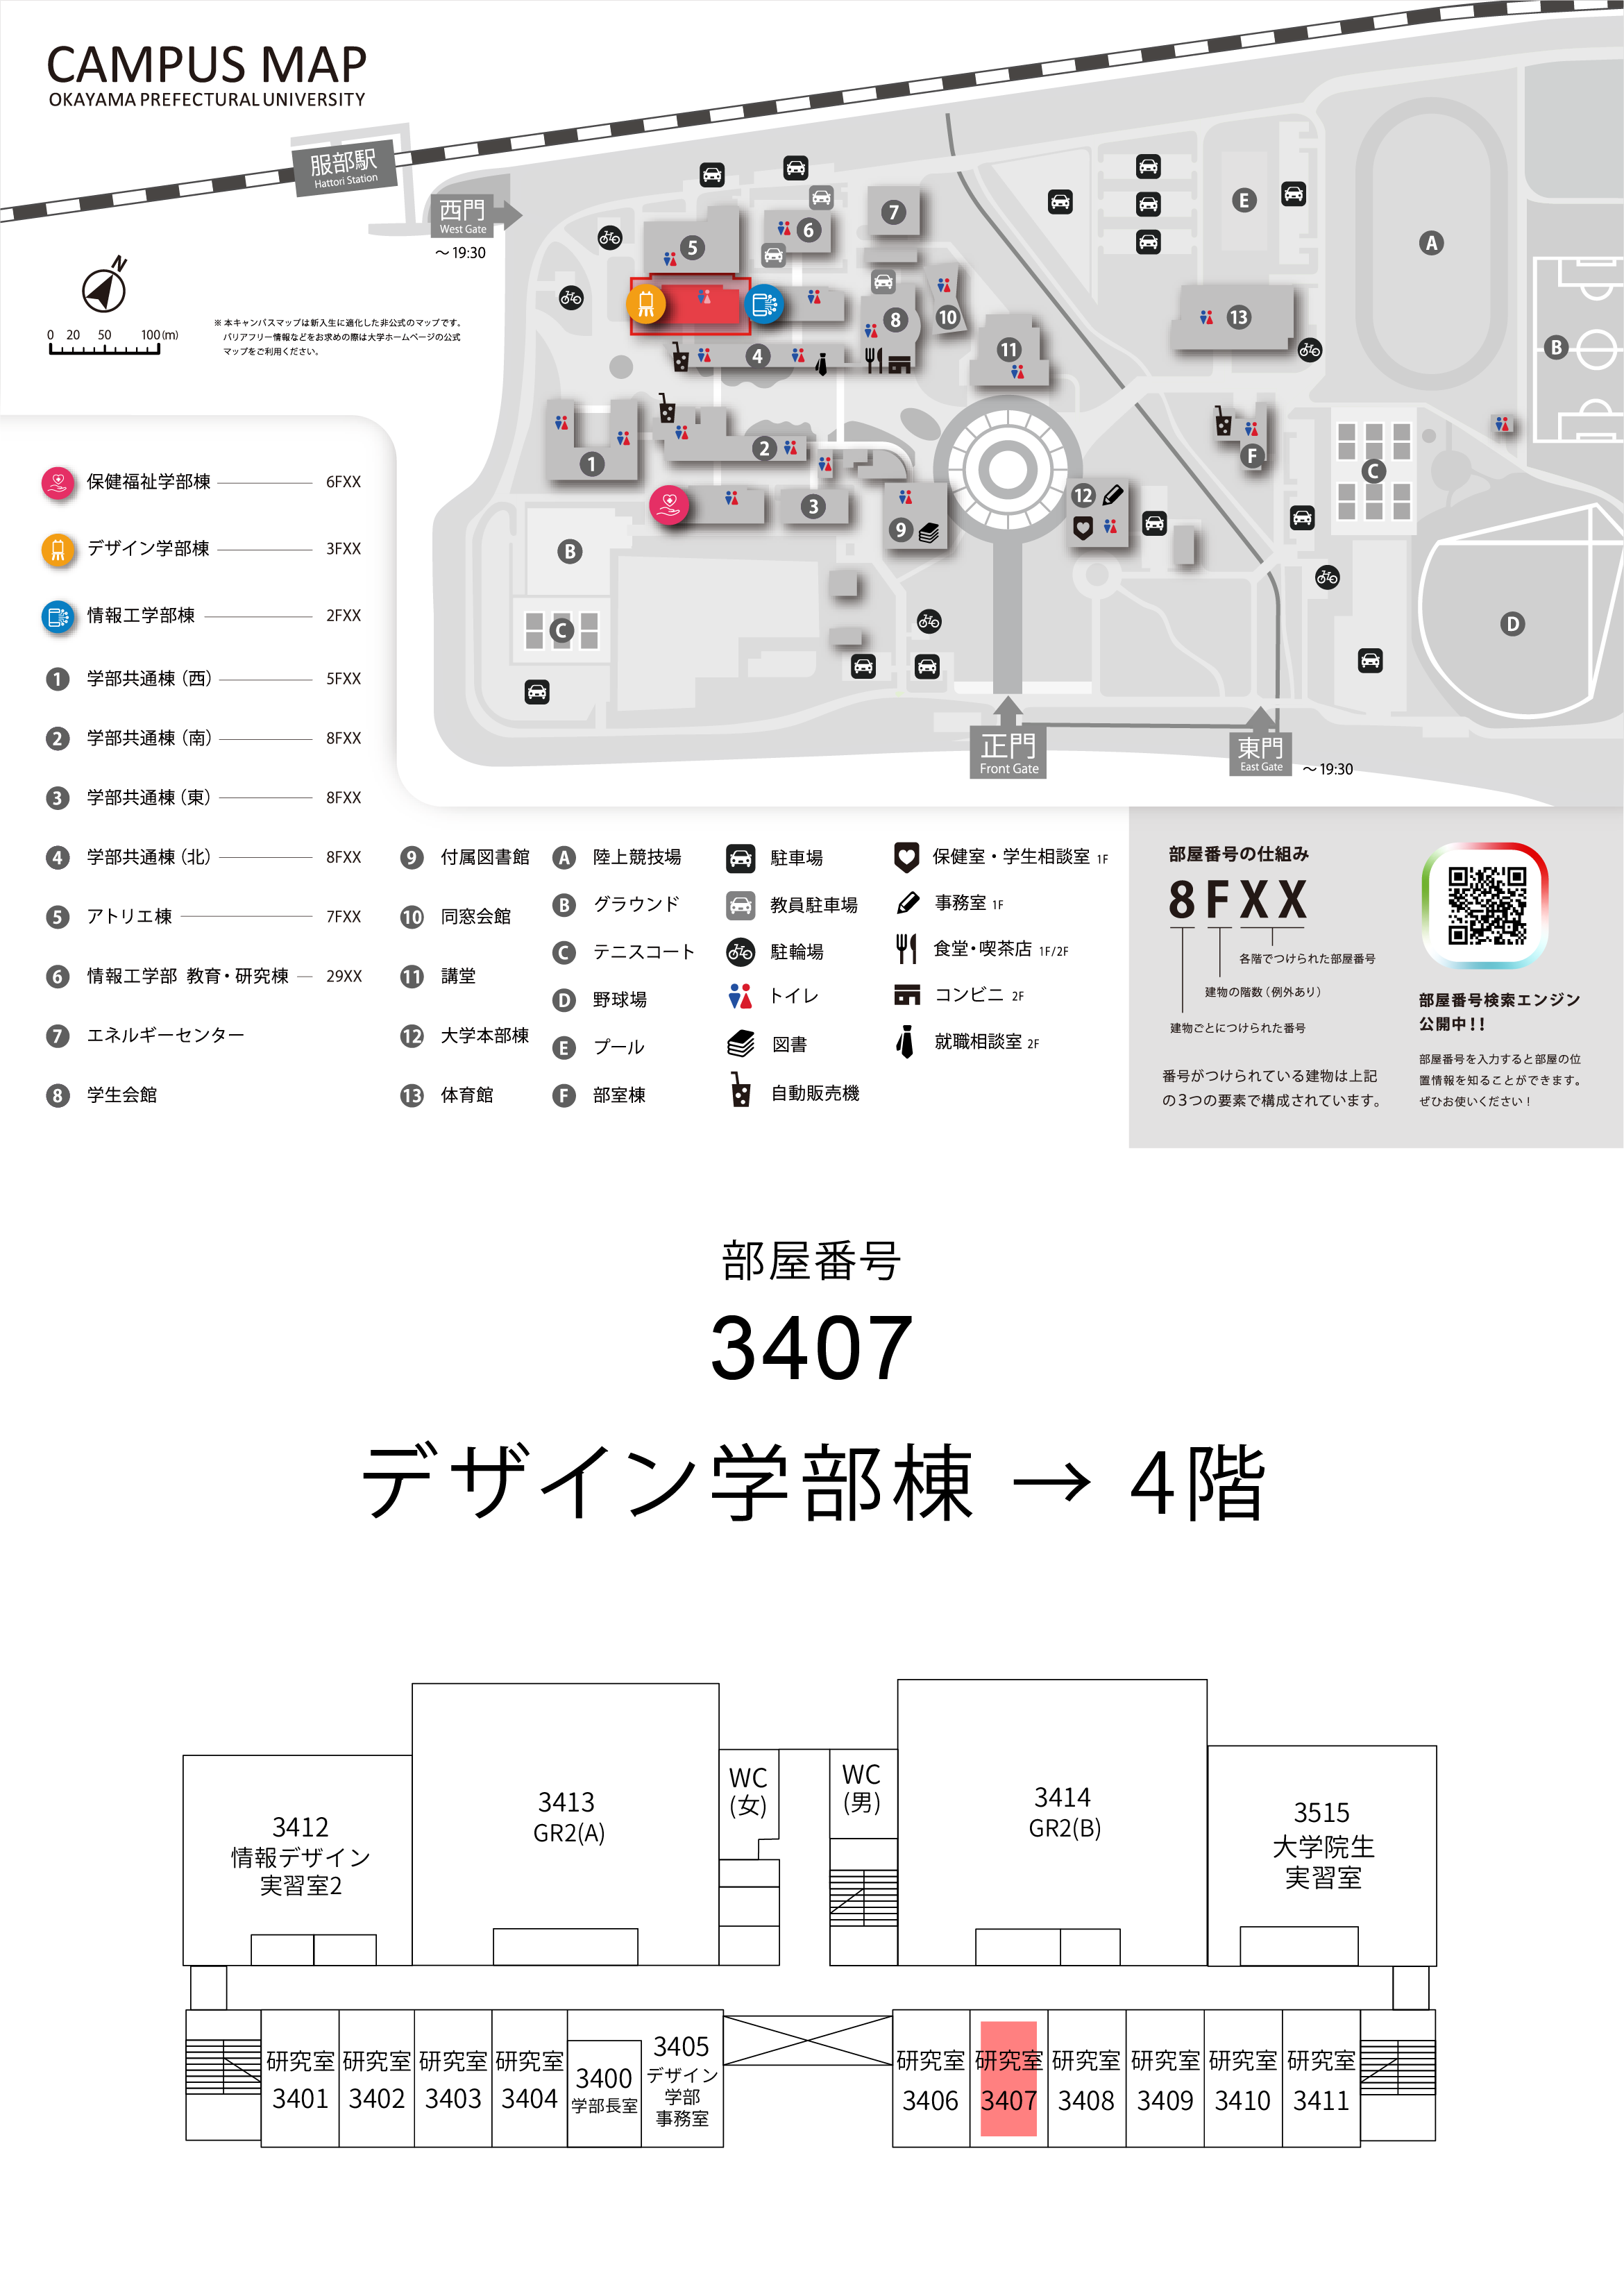 CAMPUS MAP
OKAYAMA PREFECTURAL UNIVERSITY
服部駅
Hattori Station
西門
West Gate
～19:30
N
0 20 50 100(m)
※ 本キャンパスマップは新入生に適化した非公式のマップです。
バリアフリー情報などをお求めの際は大学ホームページの公式
マップをご利用ください。
7
6
5
E
A
8
10
13
11
4
B
2
1
F
C
3
9
12
B
C
D
正門
Front Gate
東門
East Gate
～19:30
保健福祉学部棟 6FXX
デザイン学部棟 3FXX
情報工学部棟 2FXX
1 学部共通棟（西） 5FXX
2 学部共通棟（南） 8FXX
3 学部共通棟（東） 8FXX
4 学部共通棟（北） 8FXX
5 アトリエ棟 7FXX
6 情報工学部 教育・研究棟 29XX
7 エネルギーセンター
8 学生会館
9 付属図書館
10 同窓会館
11 講堂
12 大学本部棟
13 体育館
A 陸上競技場
B グラウンド
C テニスコート
D 野球場
E プール
F 部室棟
駐車場
教員駐車場
駐輪場
トイレ
図書
自動販売機
保健室・学生相談室 1F
事務室 1F
食堂・喫茶店 1F/2F
コンビニ 2F
就職相談室 2F
部屋番号の仕組み
8FXX
各階でつけられた部屋番号
建物の階数（例外あり）
建物ごとにつけられた番号
番号がつけられている建物は上記
の３つの要素で構成されています。
部屋番号検索エンジン
公開中！！
部屋番号を入力すると部屋の位
置情報を知ることができます。
ぜひお使いください！
部屋番号
3407
デザイン学部棟 → 4階
3412
情報デザイン
実習室2
3413
GR2(A)
WC
(女)
WC
(男)
3414
GR2(B)
3515
大学院生
実習室
研究室
3401
研究室
3402
研究室
3403
研究室
3404
3400
学部長室
3405
デザイン
学部
事務室
研究室
3406
研究室
3407
研究室
3408
研究室
3409
研究室
3410
研究室
3411